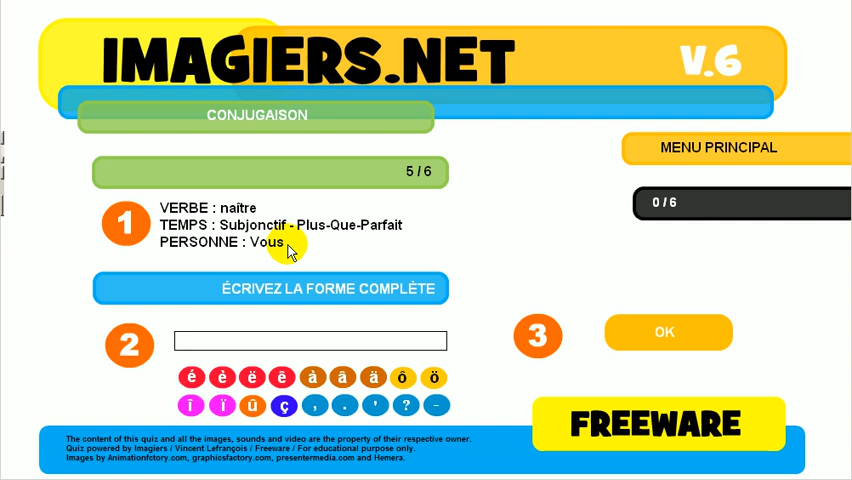 IMAGIERS.NET
V.6
CONJUGAISON
MENU PRINCIPAL
5 / 6
0 / 6
1
VERBE : naître
TEMPS : Subjonctif - Plus-Que-Parfait
PERSONNE : Vous
ÉCRIVEZ LA FORME COMPLÈTE
2
3
OK
é è ë ê à â ä ô ö
î ï û ç , . ' ? -
FREEWARE
The content of this quiz and all the images, sounds and video are the property of their respective owner.
Quiz powered by Imagiers / Vincent Lefrançois / Freeware / For educational purpose only.
Images by Animationfctory.com, graphicsfactory.com, presentermedia.com and Hemera.